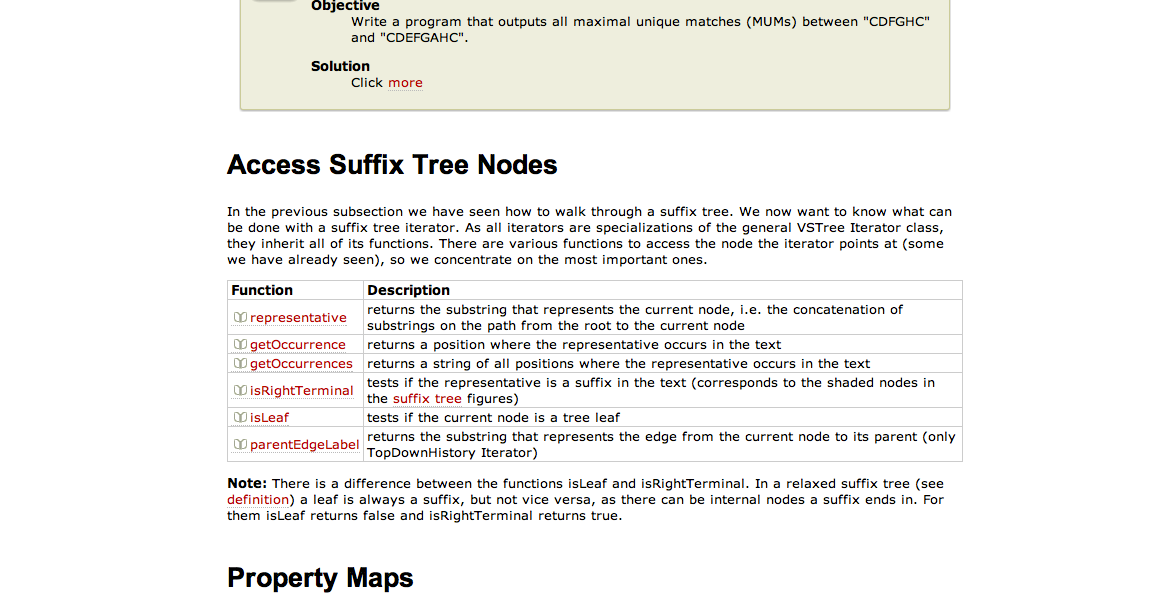 Objective
Write a program that outputs all maximal unique matches (MUMs) between "CDFGHC"
and "CDEFGAHC".
Solution
Click more
Access Suffix Tree Nodes
In the previous subsection we have seen how to walk through a suffix tree. We now want to know what can
be done with a suffix tree iterator. As all iterators are specializations of the general VSTree Iterator class,
they inherit all of its functions. There are various functions to access the node the iterator points at (some
we have already seen), so we concentrate on the most important ones.
Function Description
representative returns the substring that represents the current node, i.e. the concatenation of
substrings on the path from the root to the current node
getOccurrence returns a position where the representative occurs in the text
getOccurrences returns a string of all positions where the representative occurs in the text
isRightTerminal tests if the representative is a suffix in the text (corresponds to the shaded nodes in
the suffix tree figures)
isLeaf tests if the current node is a tree leaf
parentEdgeLabel returns the substring that represents the edge from the current node to its parent (only
TopDownHistory Iterator)
Note: There is a difference between the functions isLeaf and isRightTerminal. In a relaxed suffix tree (see
definition) a leaf is always a suffix, but not vice versa, as there can be internal nodes a suffix ends in. For
them isLeaf returns false and isRightTerminal returns true.
Property Maps